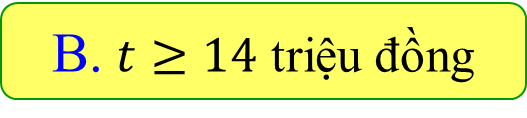 B. t ≥ 14 triệu đồng